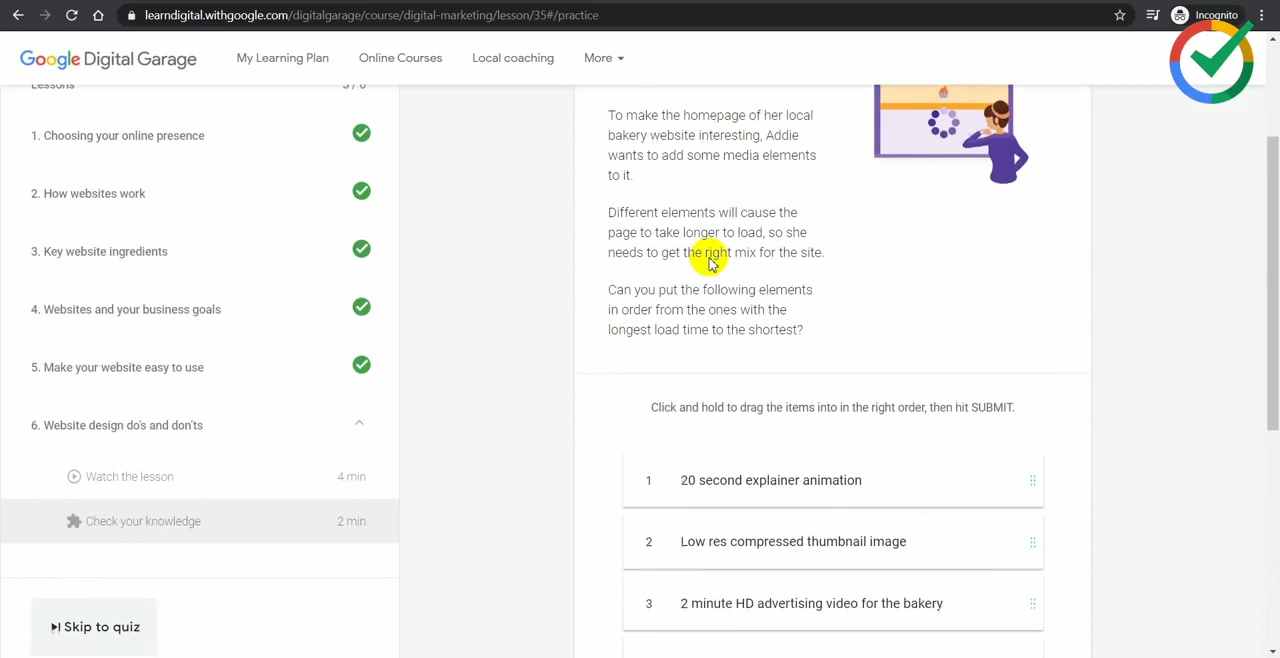 learndigital.withgoogle.com/digitalgarage/course/digital-marketing/lesson/35#/practice
Incognito
Google Digital Garage
My Learning Plan
Online Courses
Local coaching
More
Lessons
1. Choosing your online presence
2. How websites work
3. Key website ingredients
4. Websites and your business goals
5. Make your website easy to use
6. Website design do's and don'ts
Watch the lesson 4 min
Check your knowledge 2 min
Skip to quiz
To make the homepage of her local
bakery website interesting, Addie
wants to add some media elements
to it.
Different elements will cause the
page to take longer to load, so she
needs to get the right mix for the site.
Can you put the following elements
in order from the ones with the
longest load time to the shortest?
Click and hold to drag the items into in the right order, then hit SUBMIT.
1 20 second explainer animation
2 Low res compressed thumbnail image
3 2 minute HD advertising video for the bakery